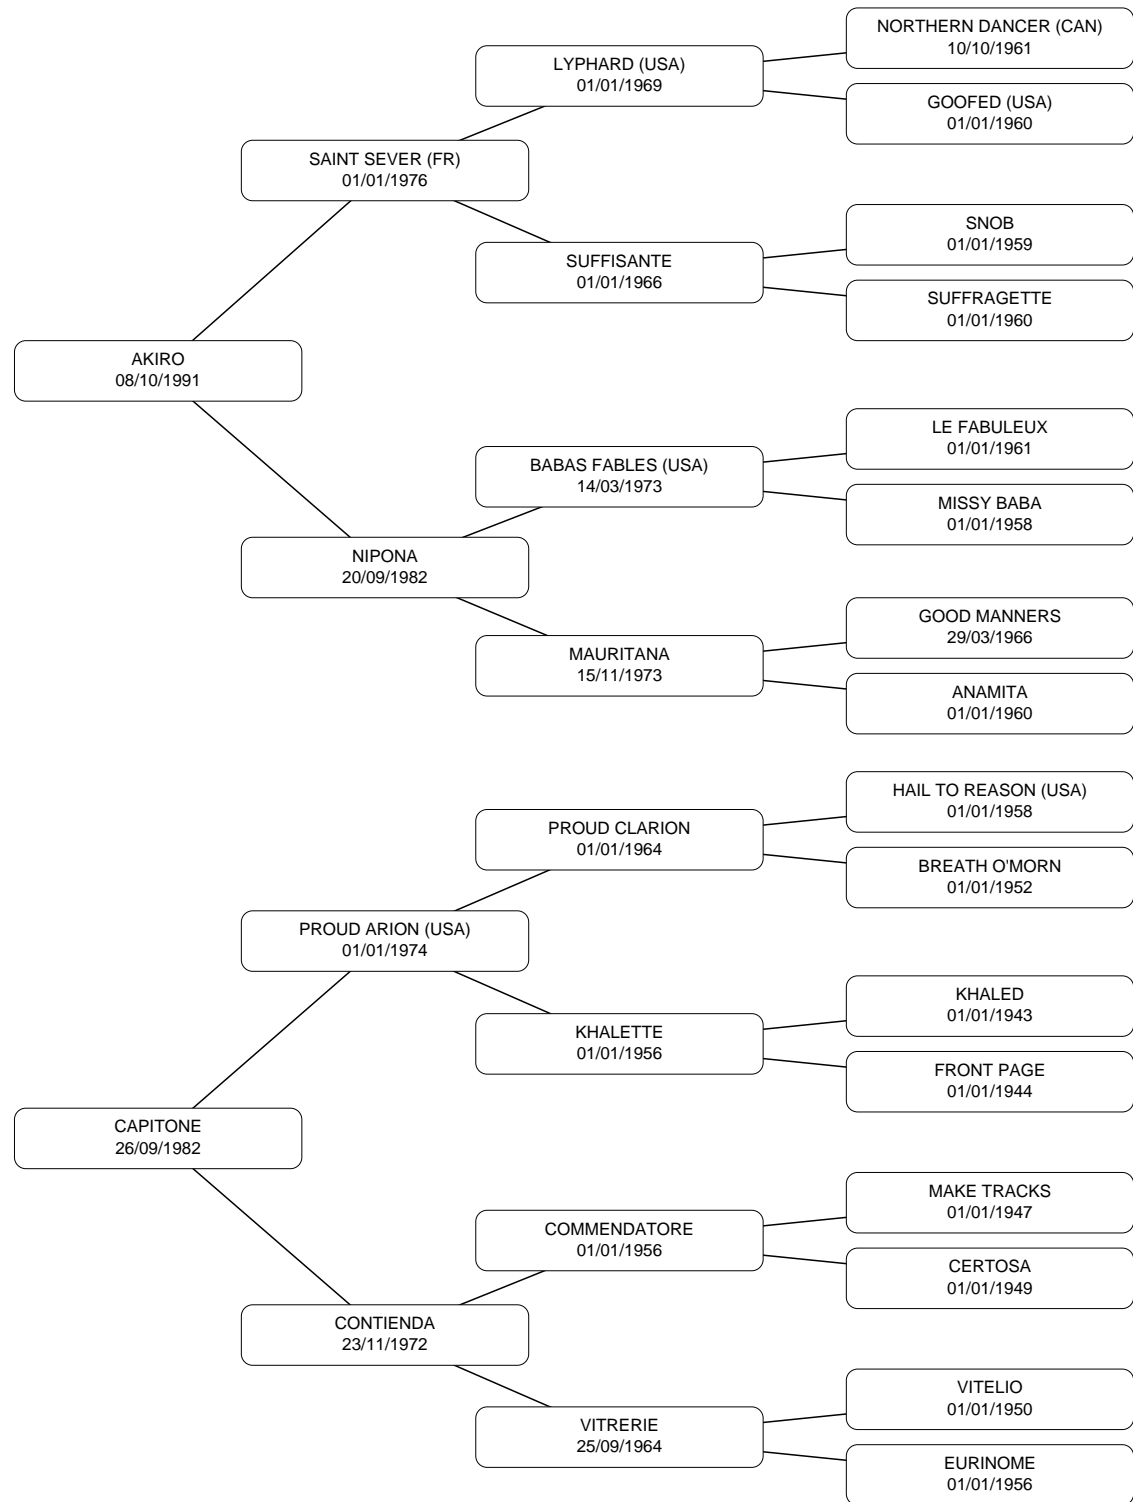 NORTHERN DANCER (CAN)
10/10/1961
LYPHARD (USA)
01/01/1969
GOOFED (USA)
01/01/1960
SAINT SEVER (FR)
01/01/1976
SNOB
01/01/1959
SUFFISANTE
01/01/1966
SUFFRAGETTE
01/01/1960
AKIRO
08/10/1991
LE FABULEUX
01/01/1961
BABAS FABLES (USA)
14/03/1973
MISSY BABA
01/01/1958
NIPONA
20/09/1982
GOOD MANNERS
29/03/1966
MAURITANA
15/11/1973
ANAMITA
01/01/1960
HAIL TO REASON (USA)
01/01/1958
PROUD CLARION
01/01/1964
BREATH O'MORN
01/01/1952
PROUD ARION (USA)
01/01/1974
KHALED
01/01/1943
KHALETTE
01/01/1956
FRONT PAGE
01/01/1944
CAPITONE
26/09/1982
MAKE TRACKS
01/01/1947
COMMENDATORE
01/01/1956
CERTOSA
01/01/1949
CONTIENDA
23/11/1972
VITELIO
01/01/1950
VITRERIE
25/09/1964
EURINOME
01/01/1956